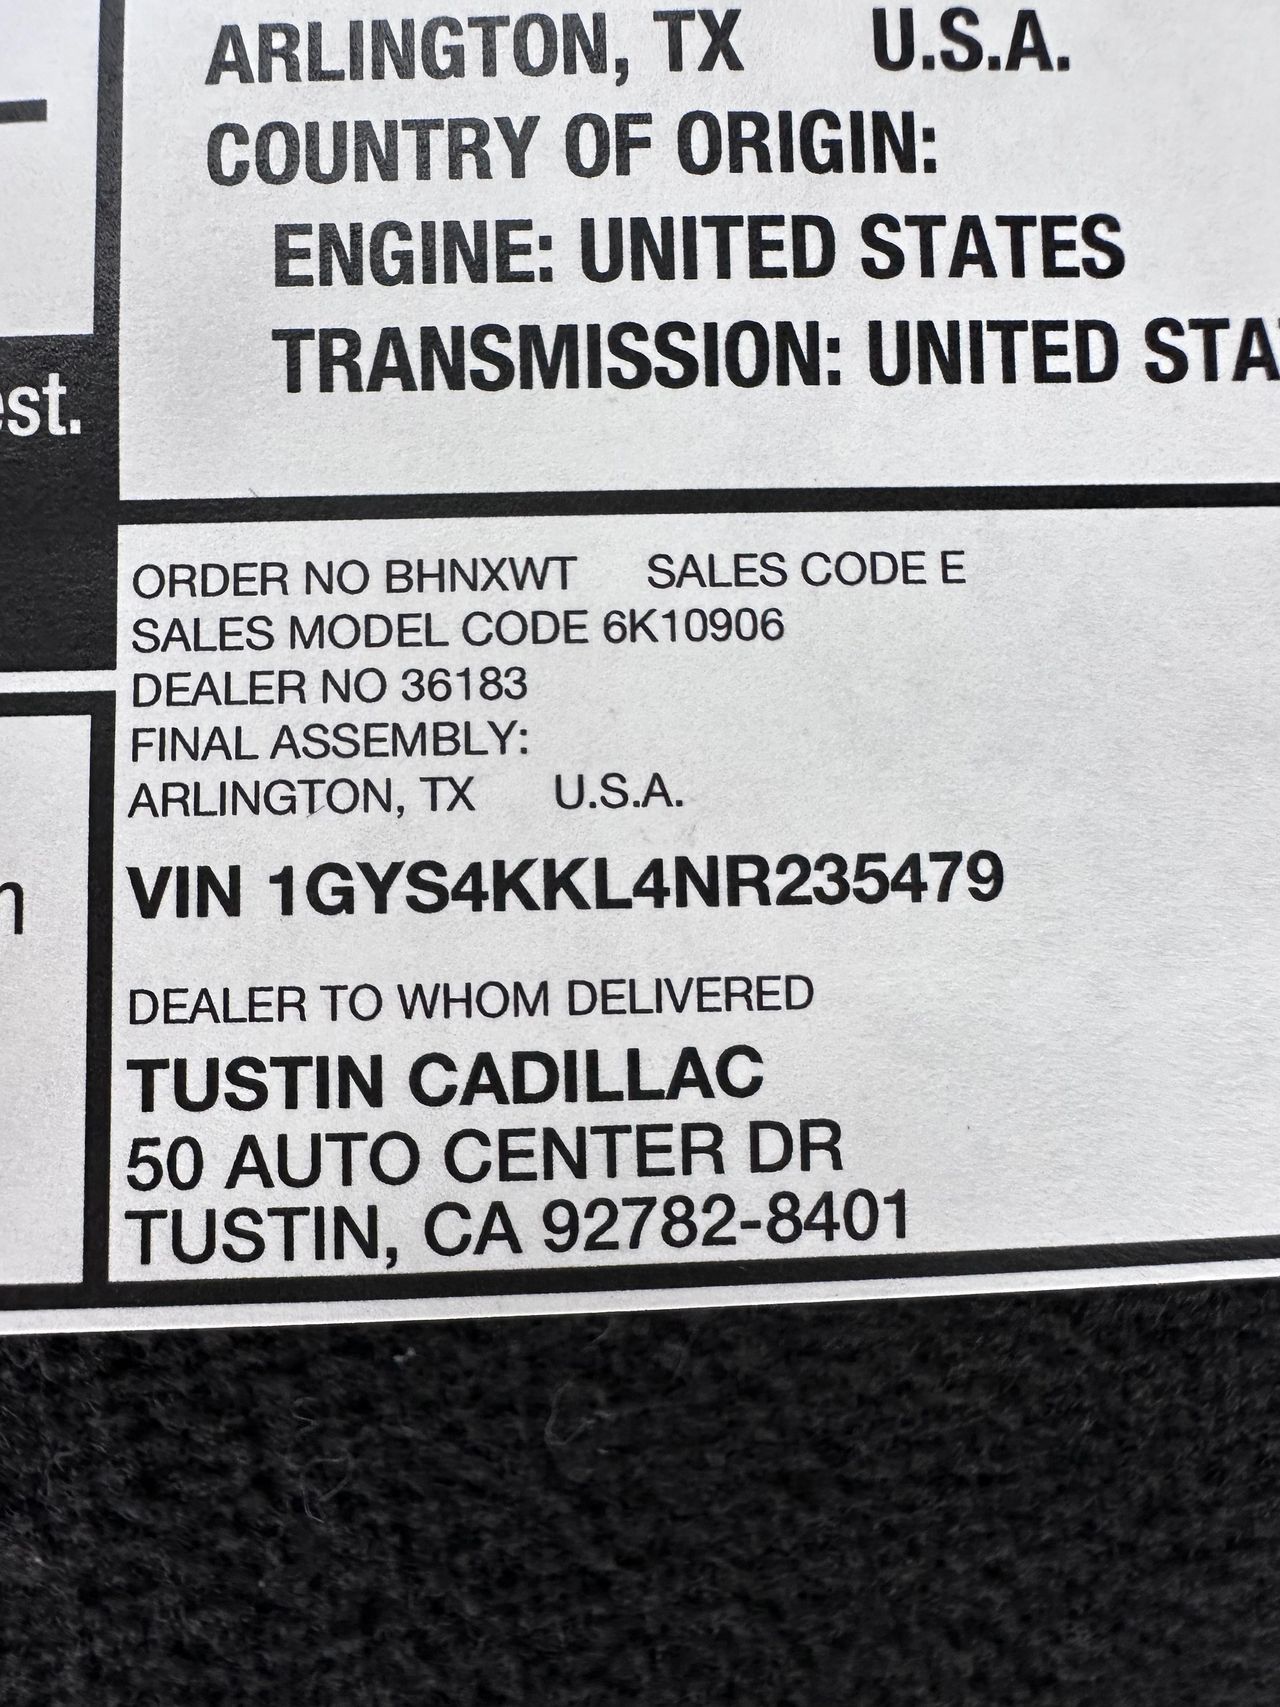 ARLINGTON, TX U.S.A.
COUNTRY OF ORIGIN:
ENGINE: UNITED STATES
TRANSMISSION: UNITED STA
est.
ORDER NO BHNXWT SALES CODE E
SALES MODEL CODE 6K10906
DEALER NO 36183
FINAL ASSEMBLY:
ARLINGTON, TX U.S.A.
VIN 1GYS4KKL4NR235479
DEALER TO WHOM DELIVERED
TUSTIN CADILLAC
50 AUTO CENTER DR
TUSTIN, CA 92782-8401